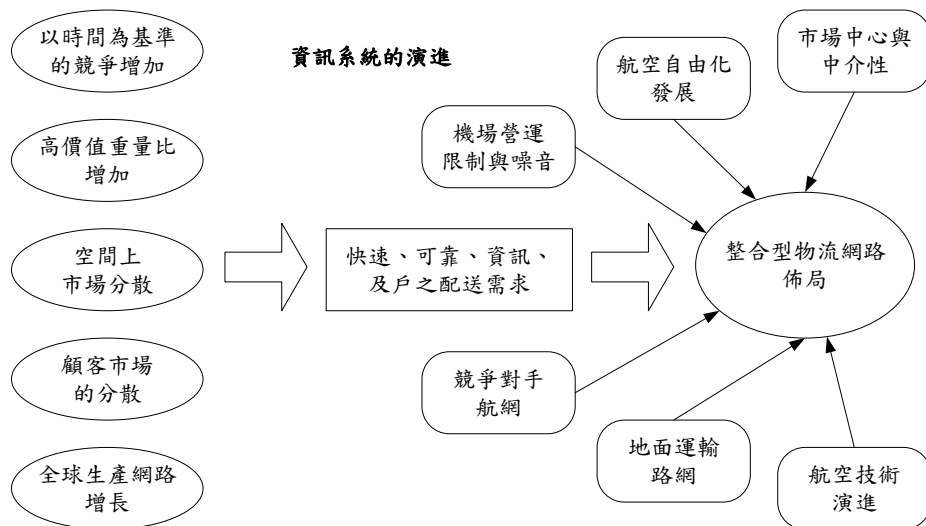 以時間為基準
的競爭增加
資訊系統的演進
航空自由化
發展
市場中心與
中介性
高價值重量比
增加
機場營運
限制與噪音
空間上
市場分散
快速、可靠、資訊、
及戶之配送需求
整合型物流網路
佈局
顧客市場
的分散
競爭對手
航網
地面運輸
路網
全球生產網路
增長
航空技術
演進